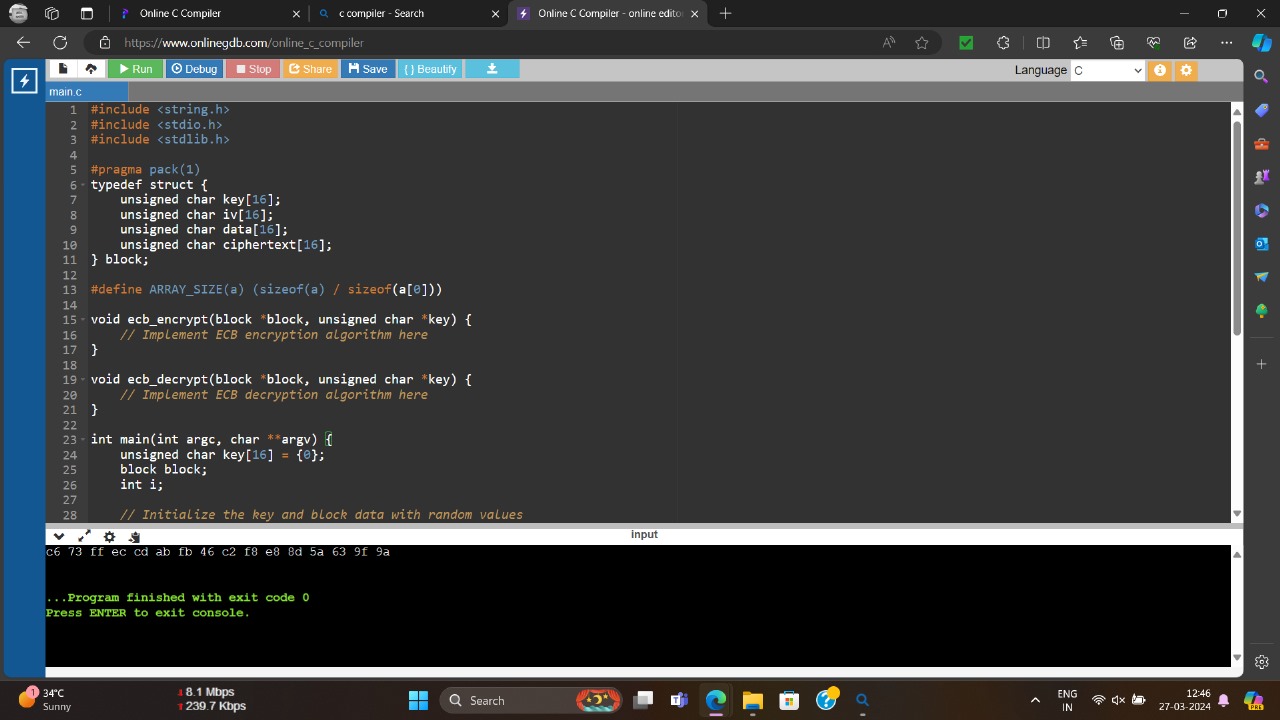 Online C Compiler
c compiler - Search
Online C Compiler - online edito
https://www.onlinegdb.com/online_c_compiler
Run
Debug
Stop
Share
Save
{ } Beautify
Language C
main.c
1 #include <string.h>
2 #include <stdio.h>
3 #include <stdlib.h>
4
5 #pragma pack(1)
6 typedef struct {
7 unsigned char key[16];
8 unsigned char iv[16];
9 unsigned char data[16];
10 unsigned char ciphertext[16];
11 } block;
12
13 #define ARRAY_SIZE(a) (sizeof(a) / sizeof(a[0]))
14
15 void ecb_encrypt(block *block, unsigned char *key) {
16 // Implement ECB encryption algorithm here
17 }
18
19 void ecb_decrypt(block *block, unsigned char *key) {
20 // Implement ECB decryption algorithm here
21 }
22
23 int main(int argc, char **argv) {
24 unsigned char key[16] = {0};
25 block block;
26 int i;
27
28 // Initialize the key and block data with random values
input
c6 73 ff ec cd ab fb 46 c2 f8 e8 8d 5a 63 9f 9a
...Program finished with exit code 0
Press ENTER to exit console.
1
34°C
Sunny
8.1 Mbps
239.7 Kbps
Search
ENG
IN
12:46
27-03-2024
PRE